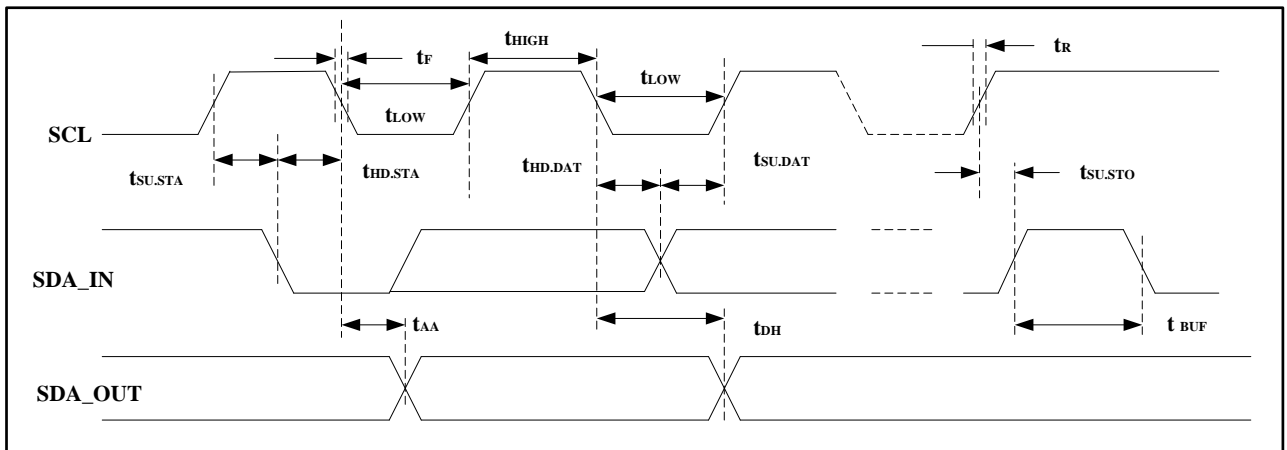 tHIGH
tF
tR
tLOW
tLOW
SCL
tSU.STA
tHD.STA
tHD.DAT
tSU.DAT
tSU.STO
SDA_IN
tAA
tDH
t BUF
SDA_OUT